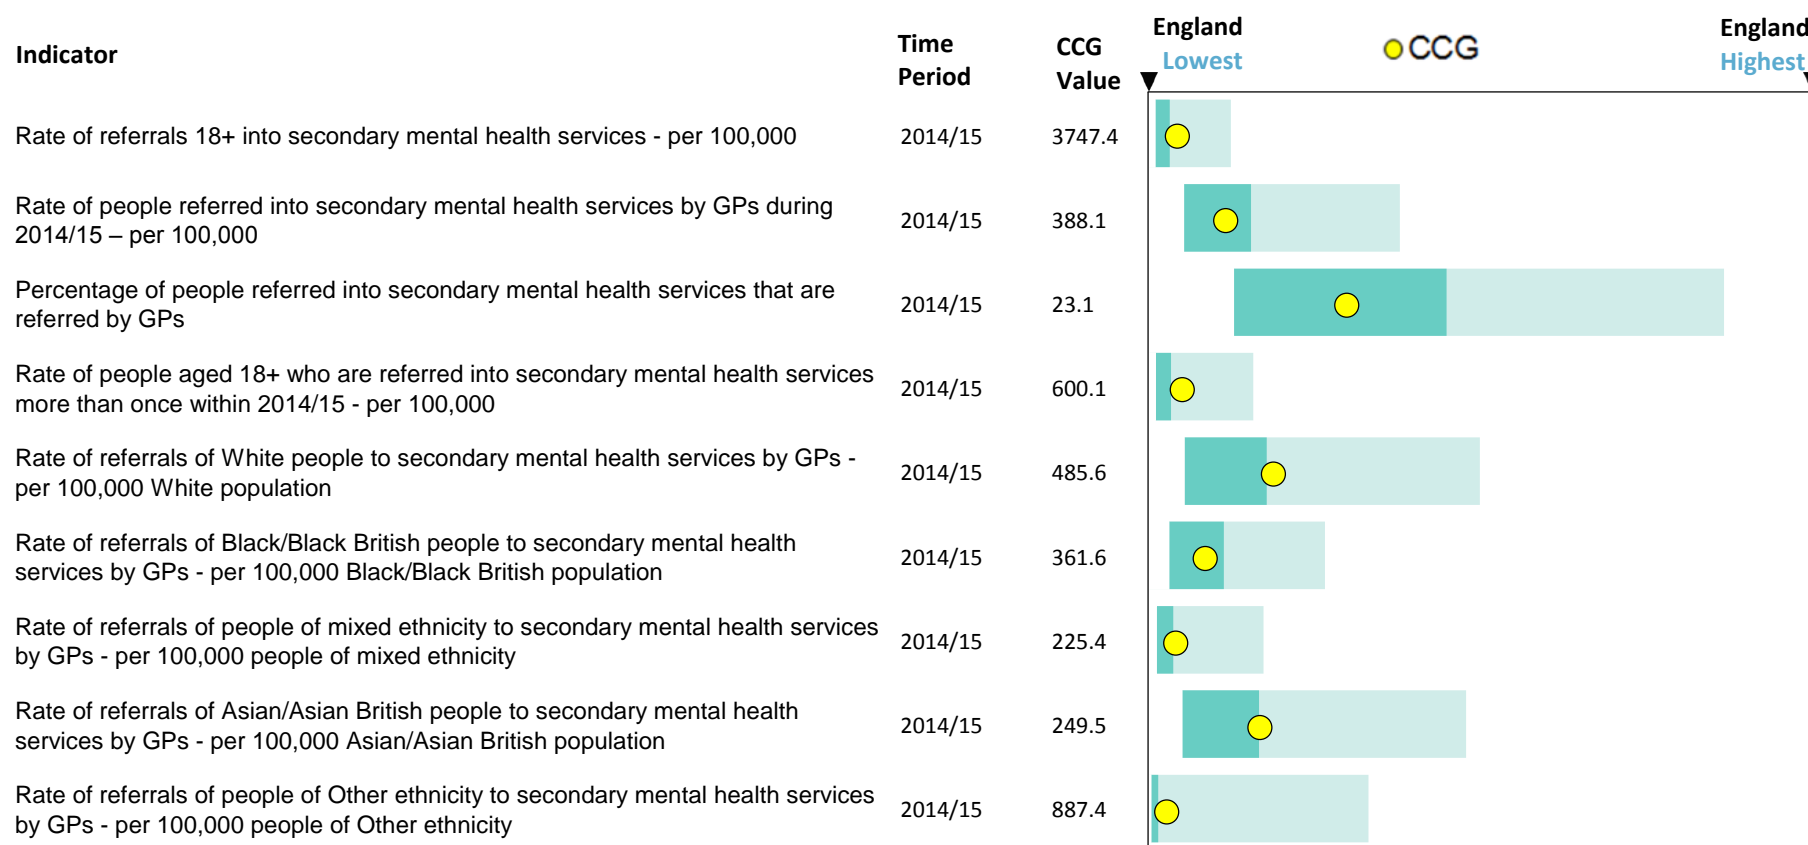 Indicator
Time
Period
CCG
Value
England
Lowest
CCG
England
Highest
Rate of referrals 18+ into secondary mental health services - per 100,000
2014/15
3747.4
Rate of people referred into secondary mental health services by GPs during
2014/15 – per 100,000
2014/15
388.1
Percentage of people referred into secondary mental health services that are
referred by GPs
2014/15
23.1
Rate of people aged 18+ who are referred into secondary mental health services
more than once within 2014/15 - per 100,000
2014/15
600.1
Rate of referrals of White people to secondary mental health services by GPs -
per 100,000 White population
2014/15
485.6
Rate of referrals of Black/Black British people to secondary mental health
services by GPs - per 100,000 Black/Black British population
2014/15
361.6
Rate of referrals of people of mixed ethnicity to secondary mental health services
by GPs - per 100,000 people of mixed ethnicity
2014/15
225.4
Rate of referrals of Asian/Asian British people to secondary mental health
services by GPs - per 100,000 Asian/Asian British population
2014/15
249.5
Rate of referrals of people of Other ethnicity to secondary mental health services
by GPs - per 100,000 people of Other ethnicity
2014/15
887.4